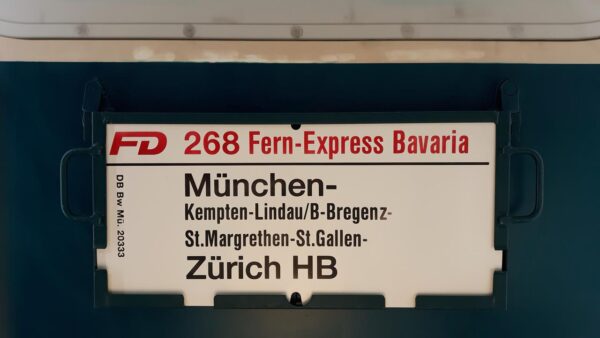 FD 268 Fern-Express Bavaria
München-
Kempten-Lindau/B-Bregenz-
St.Margrethen-St.Gallen-
Zürich HB
DB Bw Mü. 20333